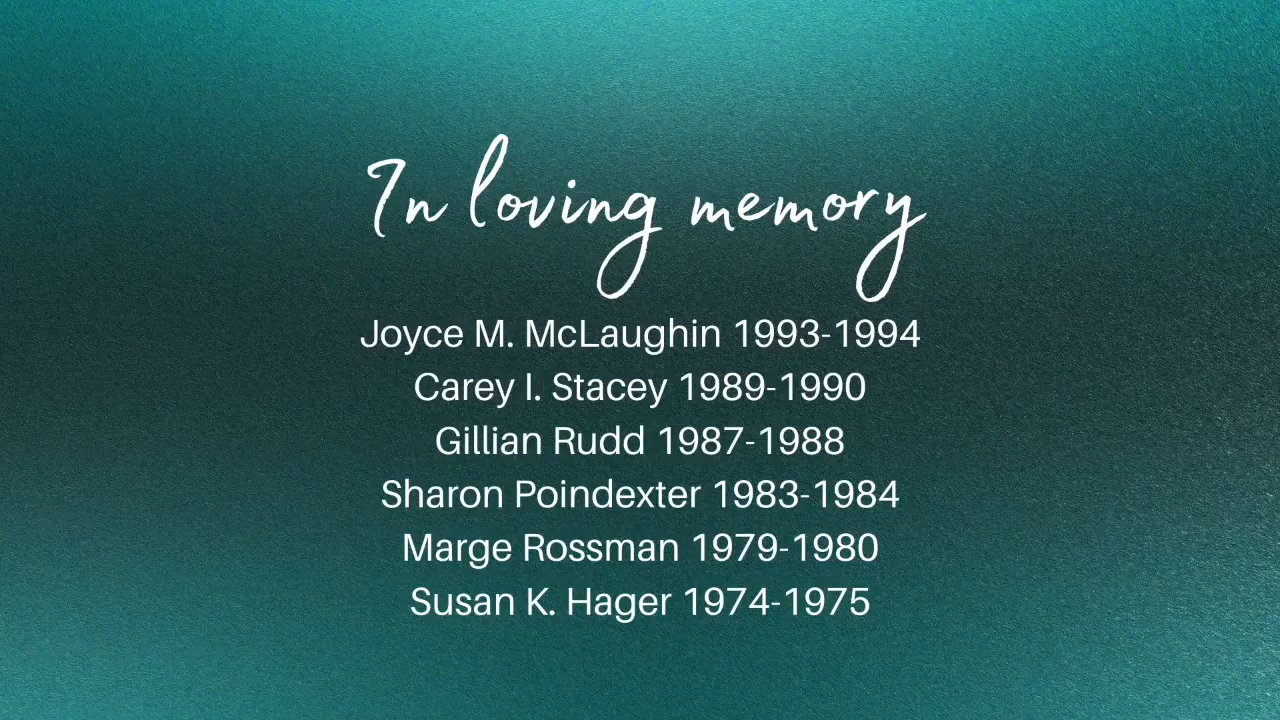 In loving memory
Joyce M. McLaughin 1993-1994
Carey I. Stacey 1989-1990
Gillian Rudd 1987-1988
Sharon Poindexter 1983-1984
Marge Rossman 1979-1980
Susan K. Hager 1974-1975